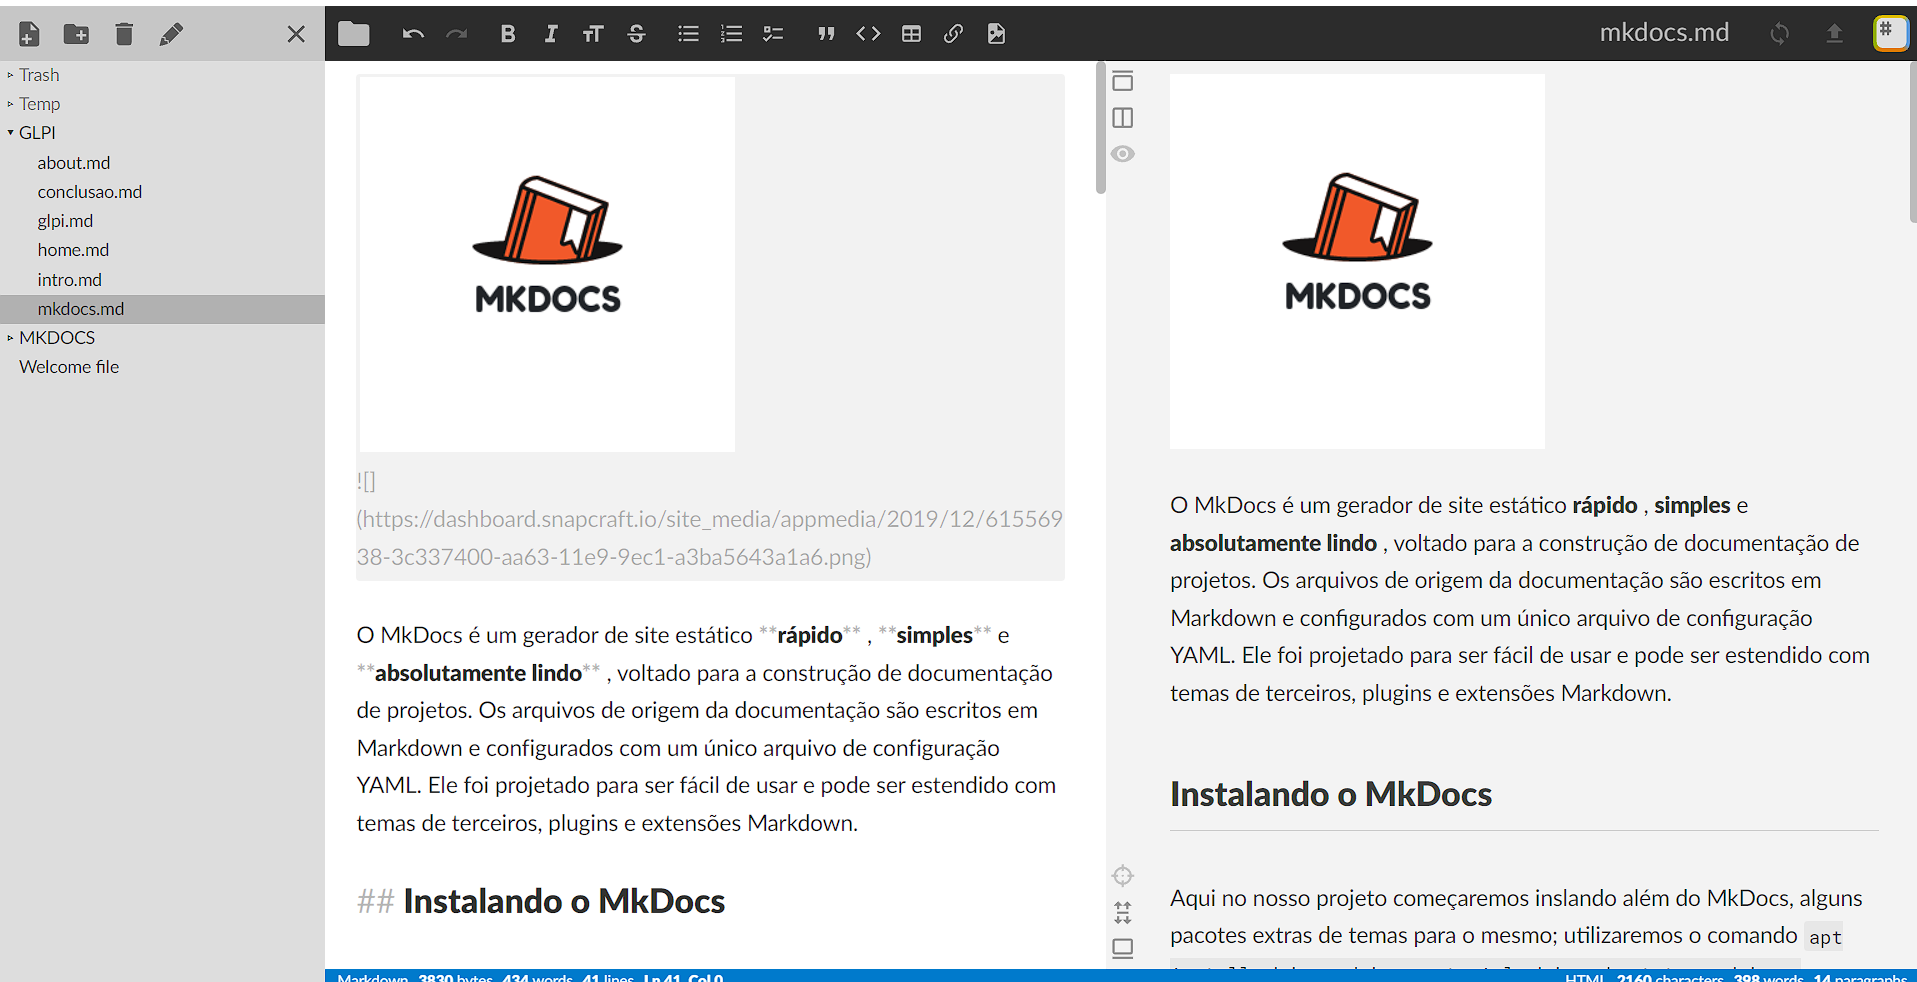 mkdocs.md
Trash
Temp
GLPI
about.md
conclusao.md
glpi.md
home.md
intro.md
mkdocs.md
MKDOCS
Welcome file
MKDOCS
![]
(https://dashboard.snapcraft.io/site_media/appmedia/2019/12/615569
38-3c337400-aa63-11e9-9ec1-a3ba5643a1a6.png)
O MkDocs é um gerador de site estático **rápido** , **simples** e
**absolutamente lindo** , voltado para a construção de documentação
de projetos. Os arquivos de origem da documentação são escritos em
Markdown e configurados com um único arquivo de configuração
YAML. Ele foi projetado para ser fácil de usar e pode ser estendido com
temas de terceiros, plugins e extensões Markdown.
## Instalando o MkDocs
MKDOCS
O MkDocs é um gerador de site estático rápido , simples e
absolutamente lindo , voltado para a construção de documentação de
projetos. Os arquivos de origem da documentação são escritos em
Markdown e configurados com um único arquivo de configuração
YAML. Ele foi projetado para ser fácil de usar e pode ser estendido com
temas de terceiros, plugins e extensões Markdown.
Instalando o MkDocs
Aqui no nosso projeto começaremos inslando além do MkDocs, alguns
pacotes extras de temas para o mesmo; utilizaremos o comando apt
Markdown 3830 bytes 434 words 41 lines Ln 41, Col 0
HTML 2160 characters 398 words 14 paragraphs